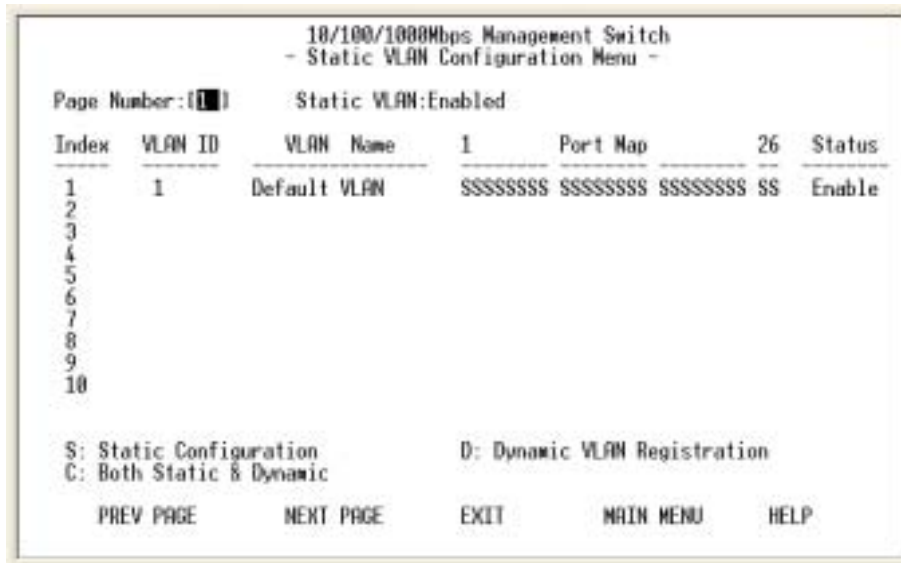 10/100/1000Mbps Management Switch
- Static VLAN Configuration Menu -
Page Number:[1 ] Static VLAN:Enabled
Index VLAN ID VLAN Name 1 Port Map 26 Status
1 1 Default VLAN SSSSSSSS SSSSSSSS SSSSSSSS SS Enable
2
3
4
5
6
7
8
9
10
S: Static Configuration D: Dynamic VLAN Registration
C: Both Static & Dynamic
PREV PAGE NEXT PAGE EXIT MAIN MENU HELP